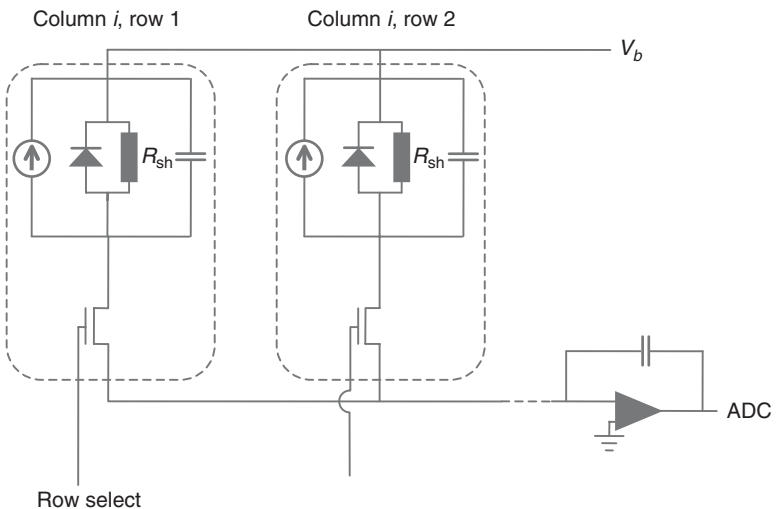 Column i, row 1
Column i, row 2
V_b
R_sh
R_sh
ADC
Row select